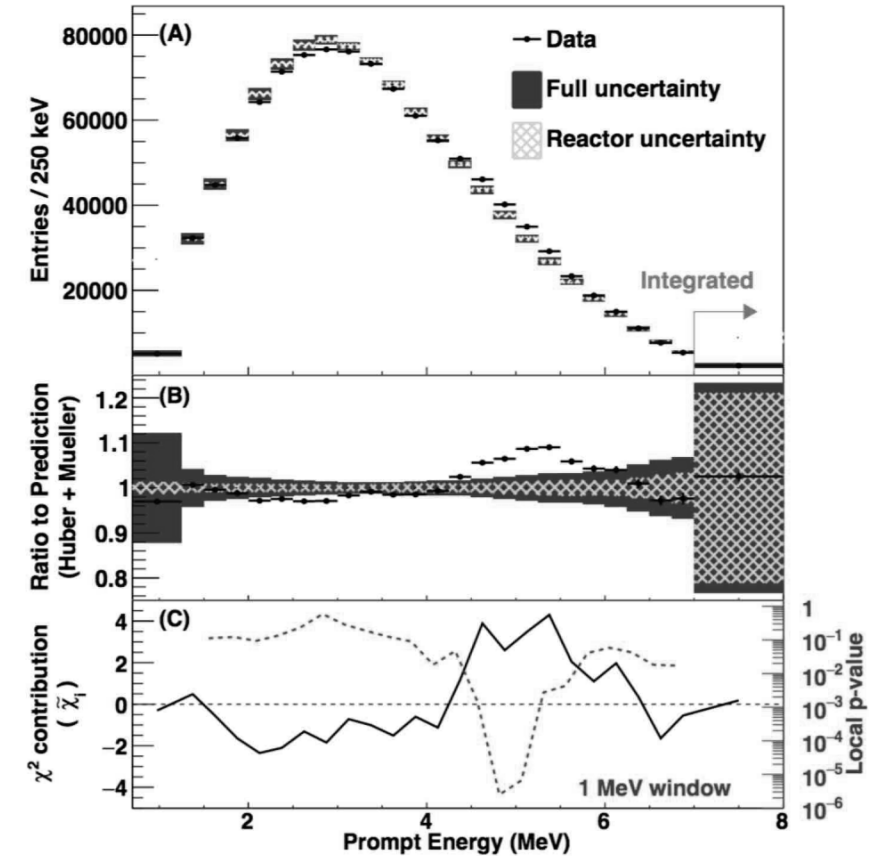 (A)
Data
Full uncertainty
Reactor uncertainty
Integrated
Entries / 250 keV
80000
60000
40000
20000
(B)
Ratio to Prediction
(Huber + Mueller)
1.2
1.1
1
0.9
0.8
(C)
χ² contribution
( χ̃ᵢ )
4
2
0
−2
−4
1 MeV window
1
10⁻¹
10⁻²
10⁻³
10⁻⁴
10⁻⁵
10⁻⁶
Local p-value
2 4 6 8
Prompt Energy (MeV)